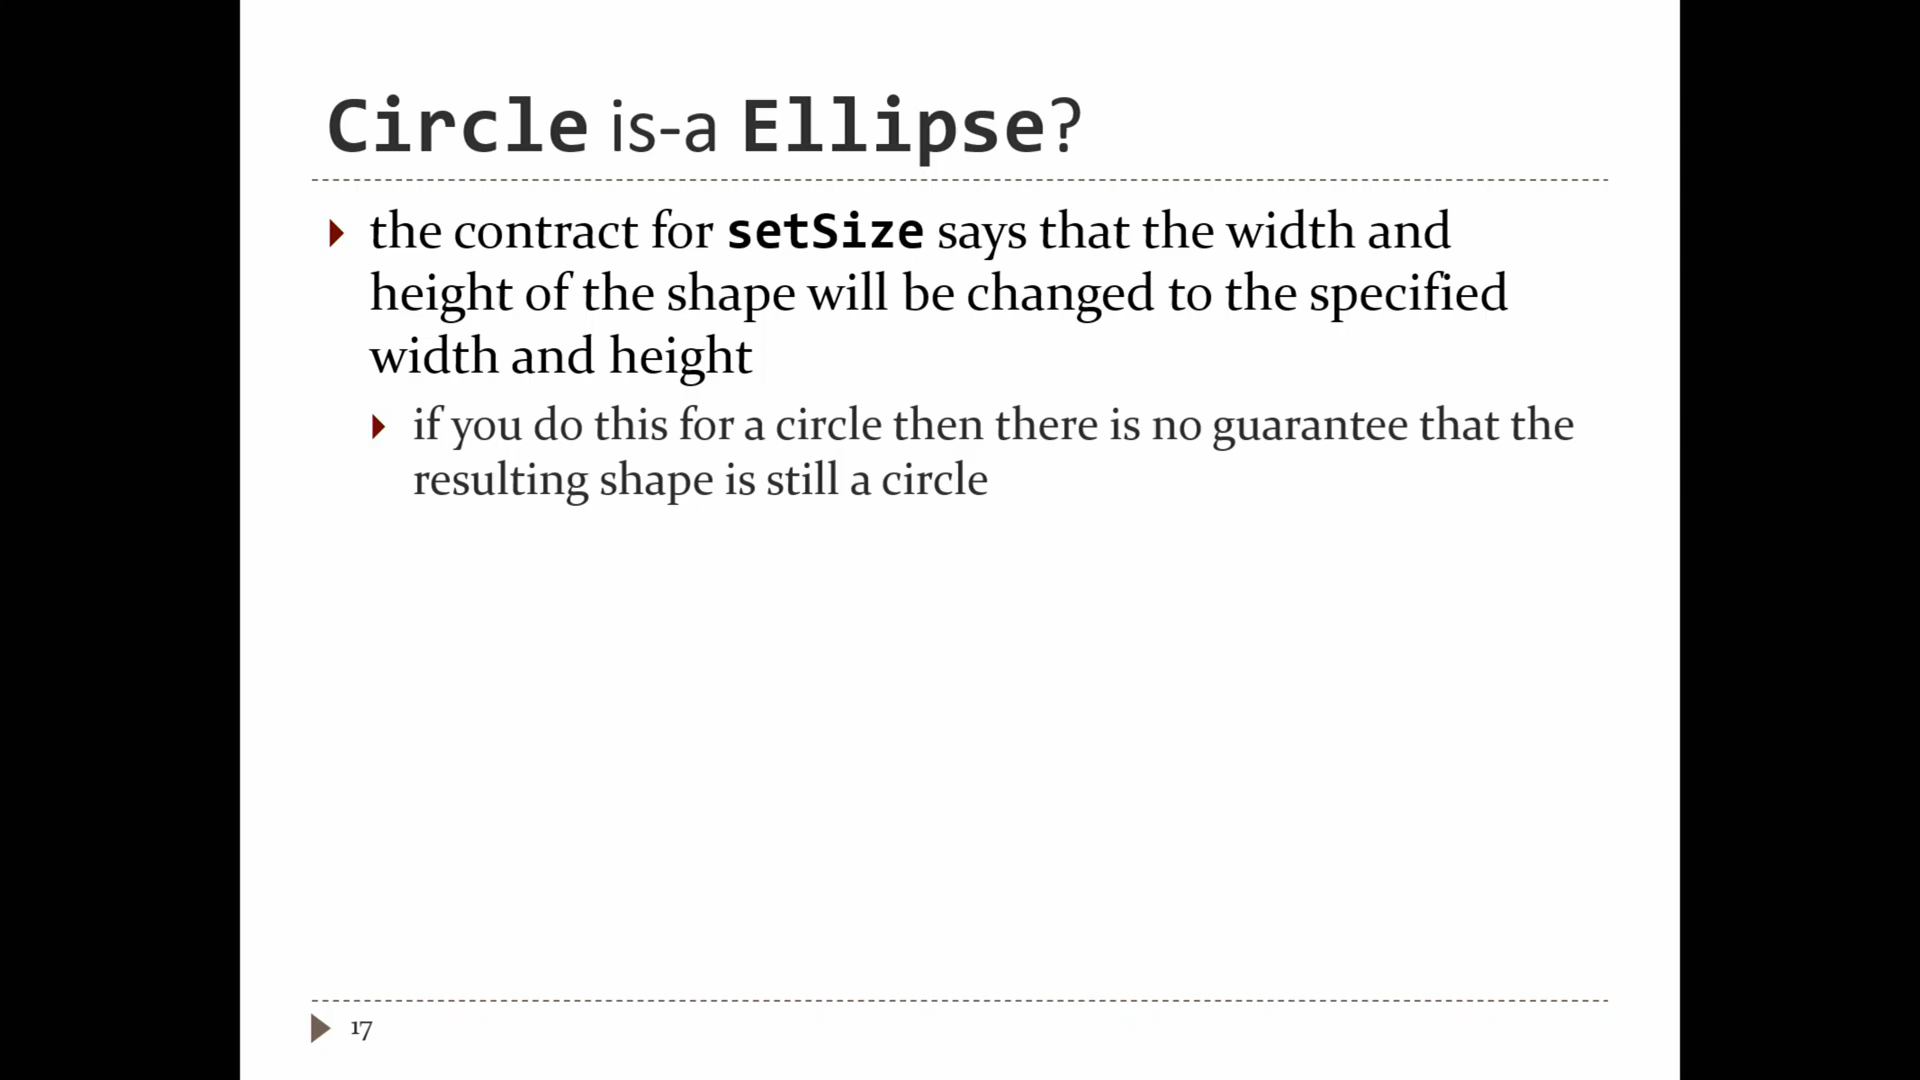 Circle is-a Ellipse?
the contract for setSize says that the width and
height of the shape will be changed to the specified
width and height
if you do this for a circle then there is no guarantee that the
resulting shape is still a circle
17